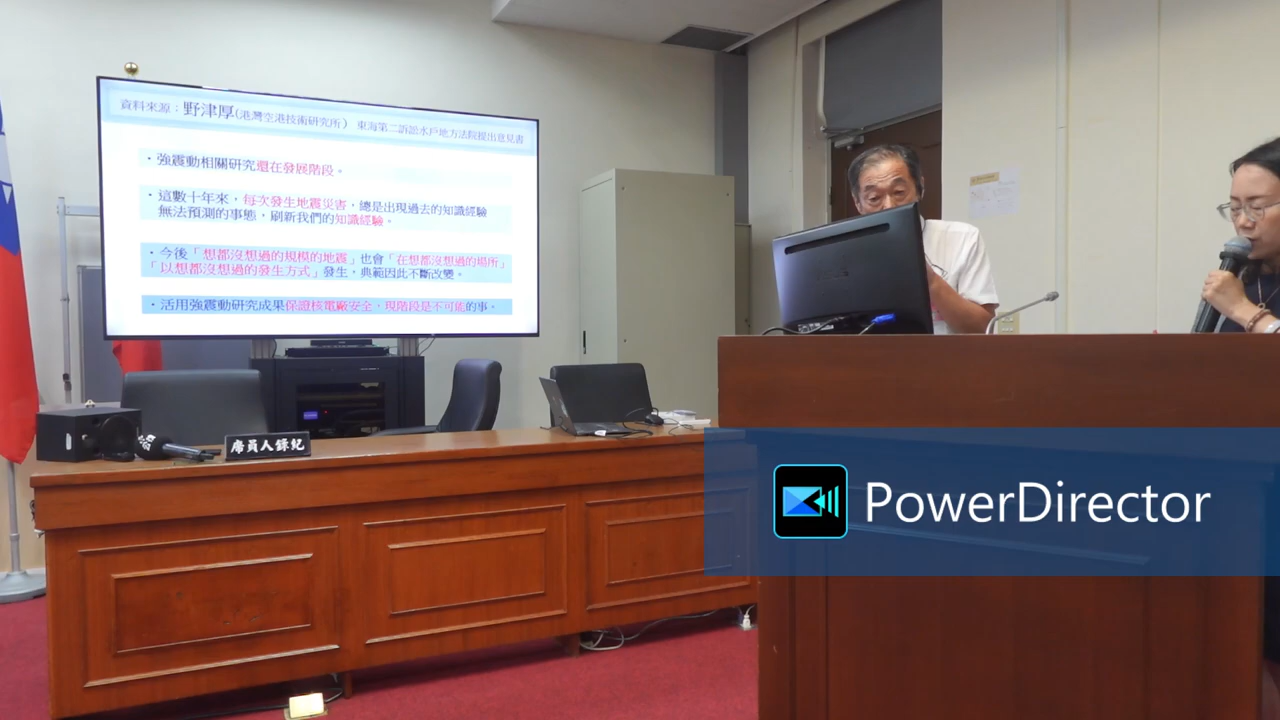 資料來源：野津厚(港灣空港技術研究所） 東海第二訴訟水戶地方法院提出意見書
・強震動相關研究還在發展階段。
・這數十年來，每次發生地震災害，總是出現過去的知識經驗
無法預測的事態，刷新我們的知識經驗。
・今後「想都沒想過的規模的地震」也會「在想都沒想過的場所」
「以想都沒想過的發生方式」發生，典範因此不斷改變。
・活用強震動研究成果保證核電廠安全，現階段是不可能的事。
席員人錄紀
PowerDirector